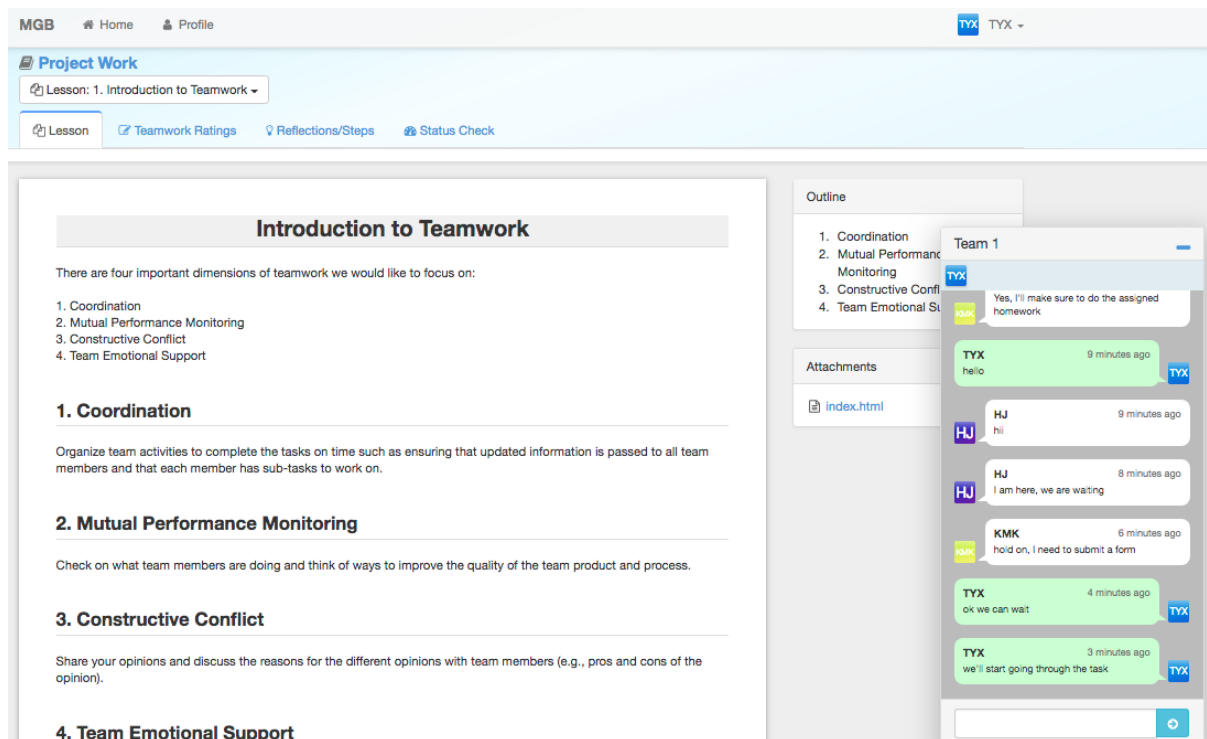 MGB Home Profile TYX TYX
Project Work
Lesson: 1. Introduction to Teamwork
Lesson Teamwork Ratings Reflections/Steps Status Check
Introduction to Teamwork
There are four important dimensions of teamwork we would like to focus on:
1. Coordination
2. Mutual Performance Monitoring
3. Constructive Conflict
4. Team Emotional Support
1. Coordination
Organize team activities to complete the tasks on time such as ensuring that updated information is passed to all team
members and that each member has sub-tasks to work on.
2. Mutual Performance Monitoring
Check on what team members are doing and think of ways to improve the quality of the team product and process.
3. Constructive Conflict
Share your opinions and discuss the reasons for the different opinions with team members (e.g., pros and cons of the
opinion).
4. Team Emotional Support
Outline
1. Coordination
2. Mutual Performanc
Monitoring
3. Constructive Confl
4. Team Emotional Su
Attachments
index.html
Team 1
TYX
Yes, I'll make sure to do the assigned
homework
KMK
TYX 9 minutes ago
hello
TYX
HJ 9 minutes ago
hii
HJ
HJ 8 minutes ago
I am here, we are waiting
HJ
KMK 6 minutes ago
hold on, I need to submit a form
KMK
TYX 4 minutes ago
ok we can wait
TYX
TYX 3 minutes ago
we'll start going through the task
TYX